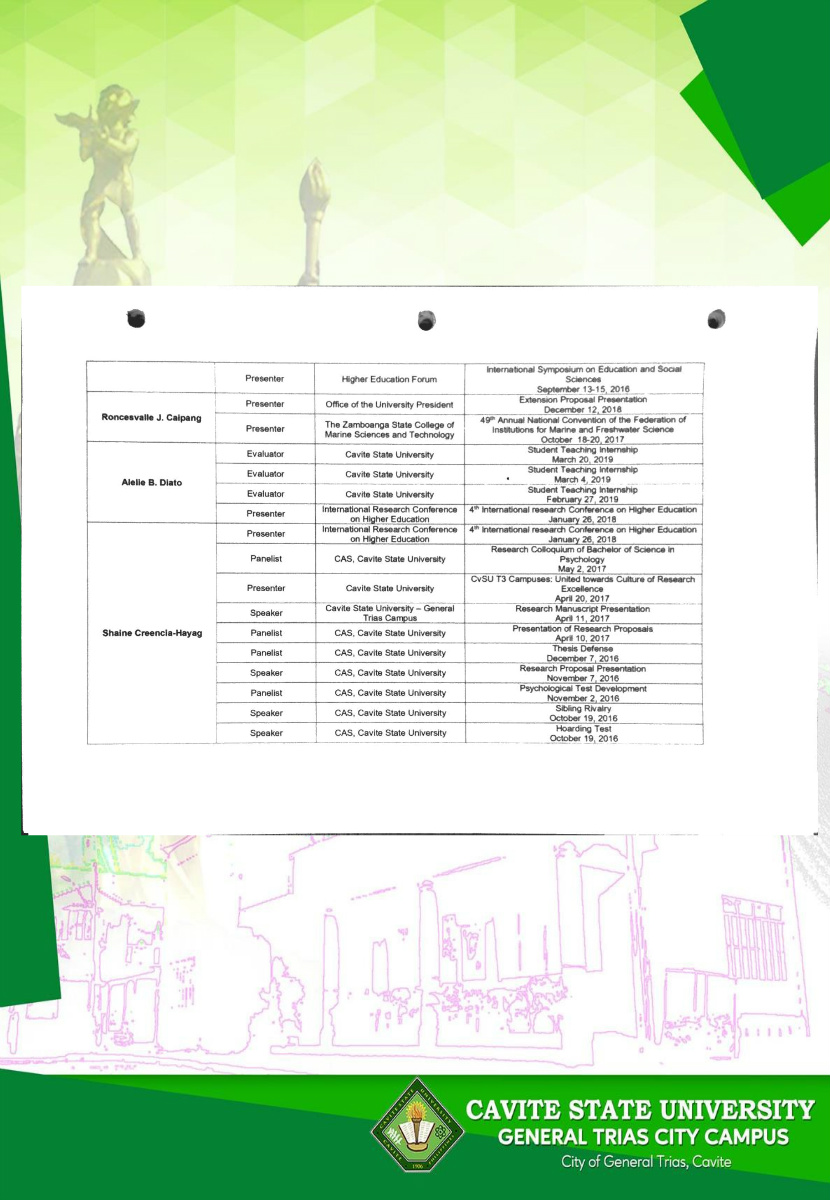 Presenter Higher Education Forum International Symposium on Education and Social
Sciences
September 13-15, 2016
Roncesvalle J. Caipang
Presenter Office of the University President Extension Proposal Presentation
December 12, 2018
Presenter The Zamboanga State College of
Marine Sciences and Technology 49th Annual National Convention of the Federation of
Institutions for Marine and Freshwater Science
October 18-20, 2017
Alelie B. Diato
Evaluator Cavite State University Student Teaching Internship
March 20, 2019
Evaluator Cavite State University Student Teaching Internship
March 4, 2019
Evaluator Cavite State University Student Teaching Internship
February 27, 2019
Presenter International Research Conference
on Higher Education 4th International research Conference on Higher Education
January 26, 2018
Shaine Creencia-Hayag
Presenter International Research Conference
on Higher Education 4th International research Conference on Higher Education
January 26, 2018
Panelist CAS, Cavite State University Research Colloquium of Bachelor of Science in
Psychology
May 2, 2017
Presenter Cavite State University CvSU T3 Campuses: United towards Culture of Research
Excellence
April 20, 2017
Speaker Cavite State University – General
Trias Campus Research Manuscript Presentation
April 11, 2017
Panelist CAS, Cavite State University Presentation of Research Proposals
April 10, 2017
Panelist CAS, Cavite State University Thesis Defense
December 7, 2016
Speaker CAS, Cavite State University Research Proposal Presentation
November 7, 2016
Panelist CAS, Cavite State University Psychological Test Development
November 2, 2016
Speaker CAS, Cavite State University Sibling Rivalry
October 19, 2016
Speaker CAS, Cavite State University Hoarding Test
October 19, 2016
CAVITE STATE UNIVERSITY
CAVITE PHILIPPINES
1906
CAVITE STATE UNIVERSITY
GENERAL TRIAS CITY CAMPUS
City of General Trias, Cavite